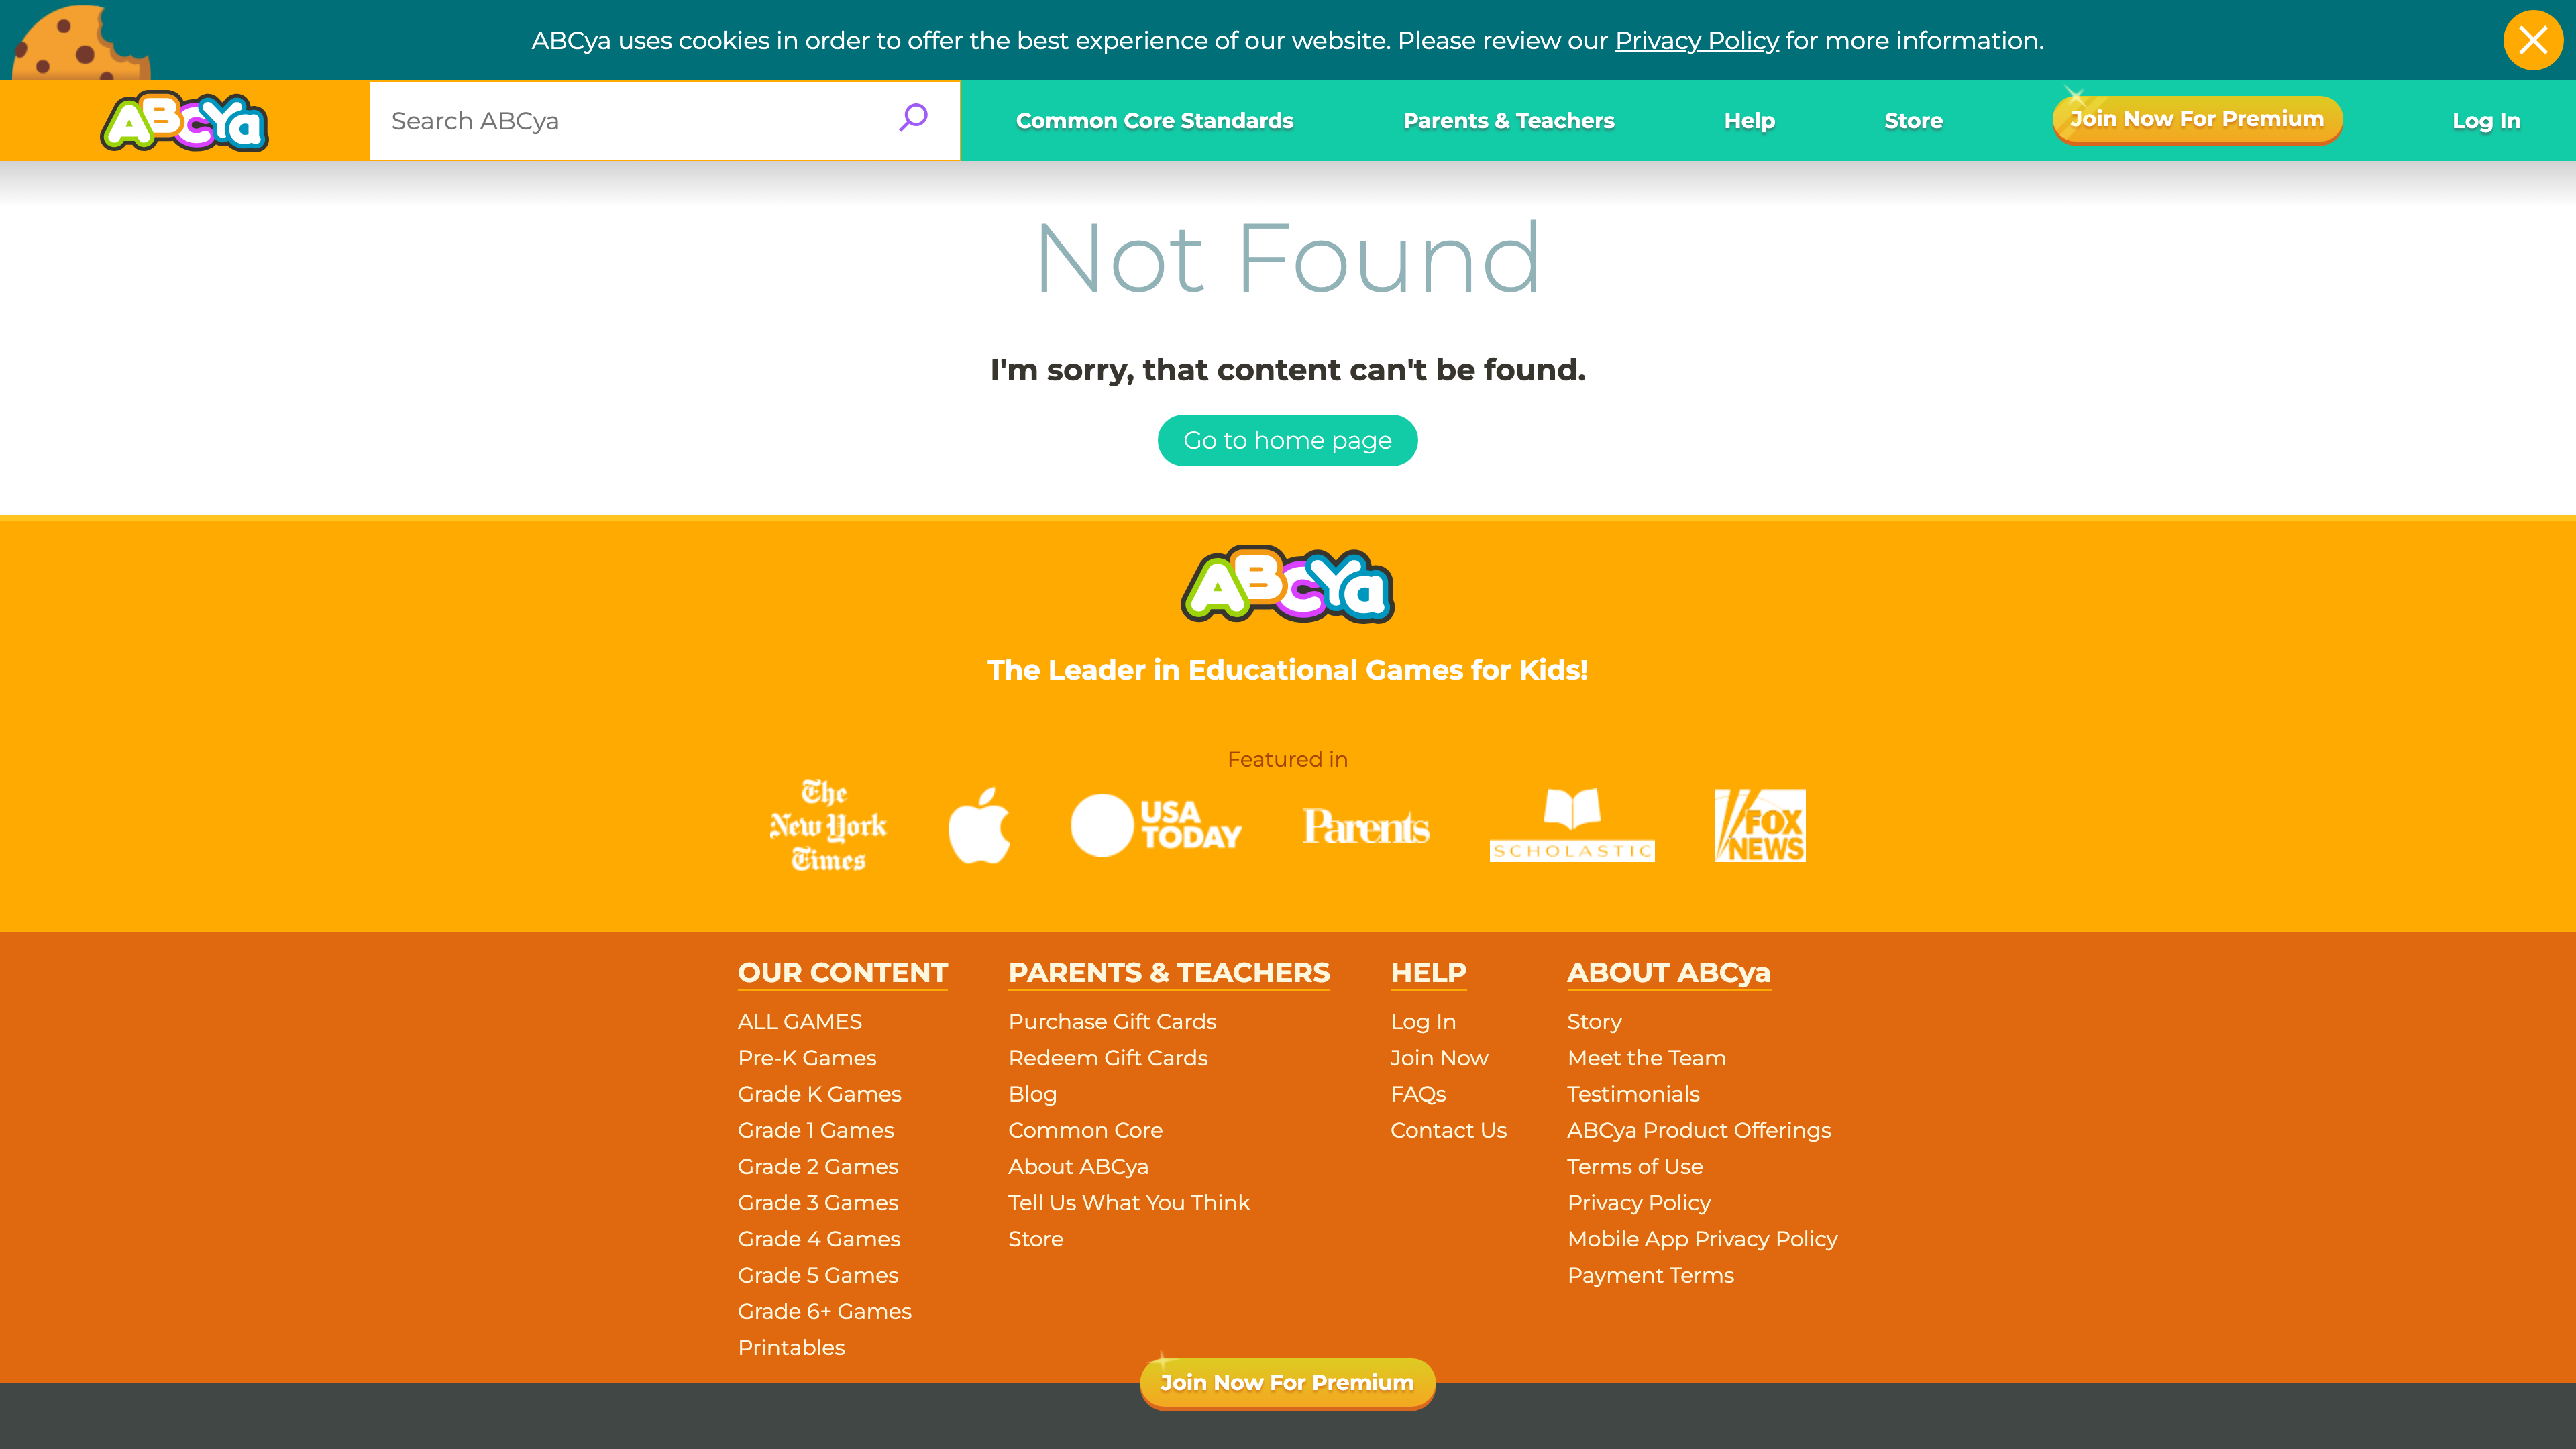 ABCya uses cookies in order to offer the best experience of our website. Please review our Privacy Policy for more information.
ABCYa
Search ABCya
Common Core Standards
Parents & Teachers
Help
Store
Join Now For Premium
Log In
Not Found
I'm sorry, that content can't be found.
Go to home page
ABCYa
The Leader in Educational Games for Kids!
Featured in
The
New York
Times
USA
TODAY
Parents
SCHOLASTIC
FOX
NEWS
OUR CONTENT
ALL GAMES
Pre-K Games
Grade K Games
Grade 1 Games
Grade 2 Games
Grade 3 Games
Grade 4 Games
Grade 5 Games
Grade 6+ Games
Printables
PARENTS & TEACHERS
Purchase Gift Cards
Redeem Gift Cards
Blog
Common Core
About ABCya
Tell Us What You Think
Store
HELP
Log In
Join Now
FAQs
Contact Us
ABOUT ABCya
Story
Meet the Team
Testimonials
ABCya Product Offerings
Terms of Use
Privacy Policy
Mobile App Privacy Policy
Payment Terms
Join Now For Premium